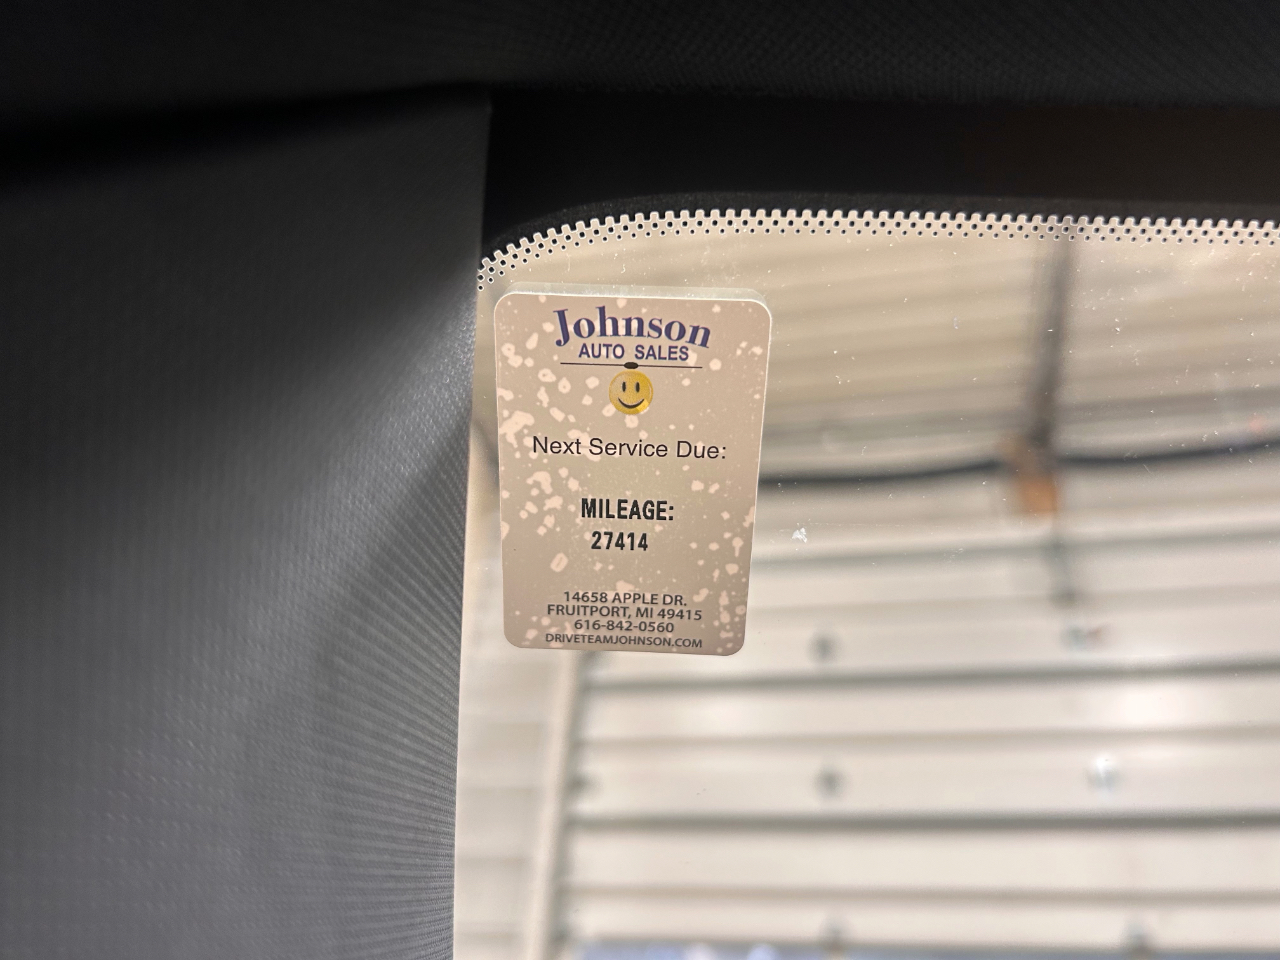 Johnson
AUTO SALES
Next Service Due:
MILEAGE:
27414
14658 APPLE DR.
FRUITPORT, MI 49415
616-842-0560
DRIVETEAMJOHNSON.COM